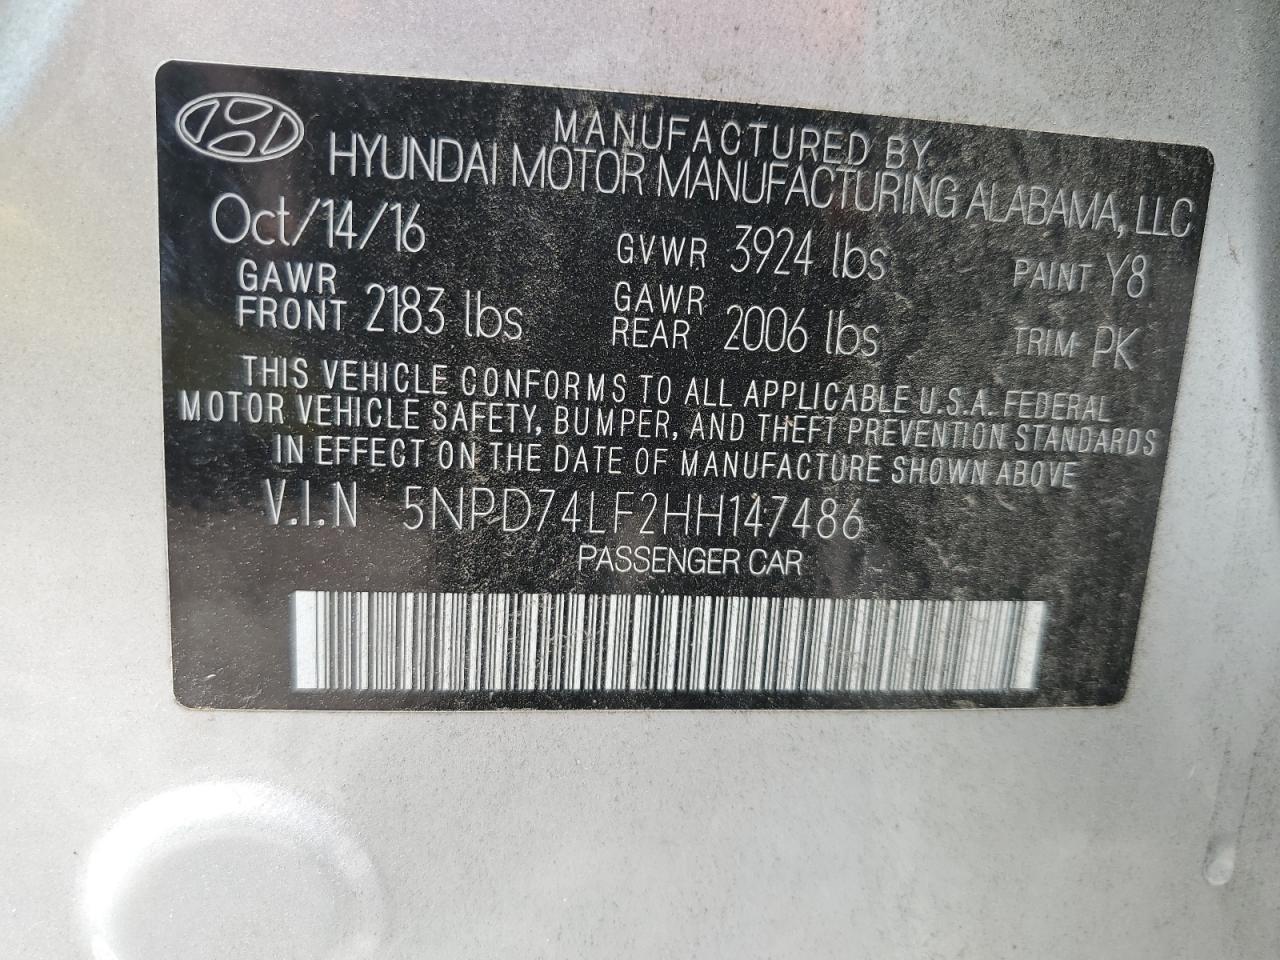 MANUFACTURED BY
HYUNDAI MOTOR MANUFACTURING ALABAMA, LLC
Oct/14/16 GVWR 3924 lbs PAINT Y8
GAWR FRONT 2183 lbs GAWR REAR 2006 lbs TRIM PK
THIS VEHICLE CONFORMS TO ALL APPLICABLE U.S.A. FEDERAL
MOTOR VEHICLE SAFETY, BUMPER, AND THEFT PREVENTION STANDARDS
IN EFFECT ON THE DATE OF MANUFACTURE SHOWN ABOVE
V.I.N 5NPD74LF2HH147486
PASSENGER CAR